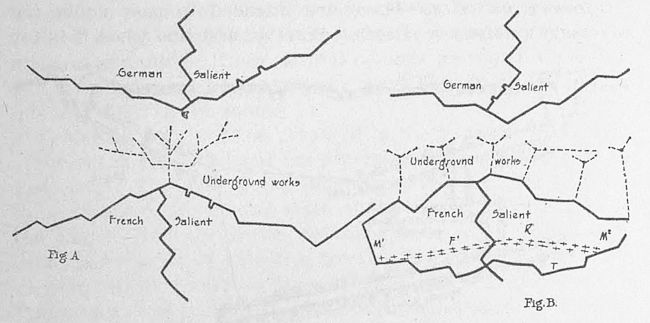 German Salient
Underground works
French Salient
Fig A
German Salient
Underground works
French Salient
M' F' R' M²
T
Fig. B.